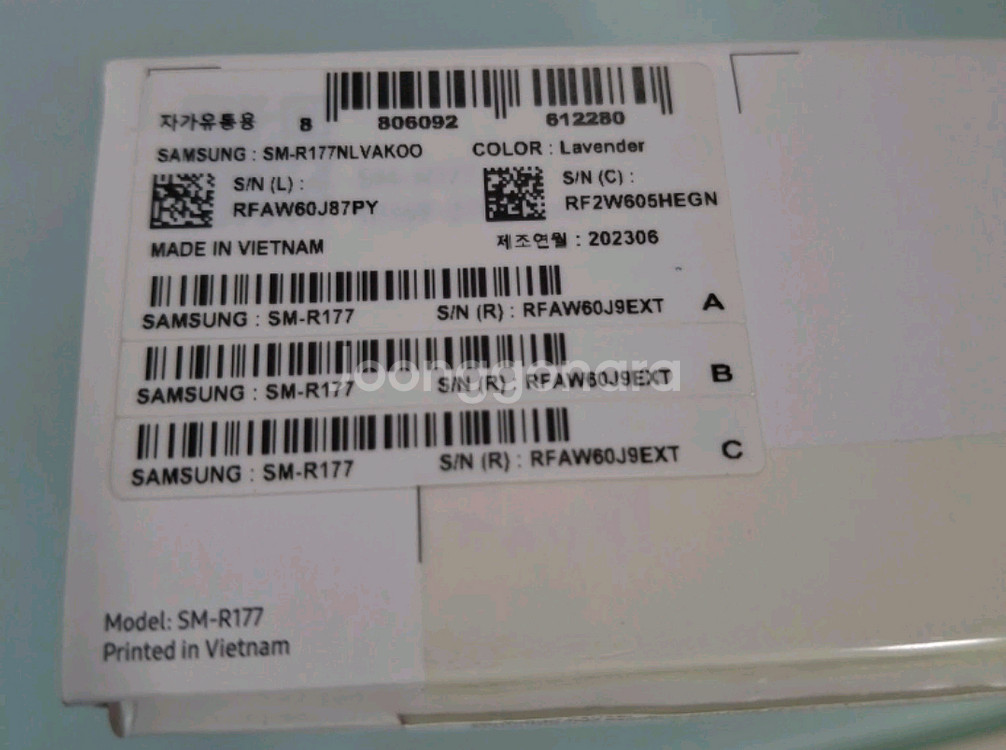 자가유통용 8 806092 612280
SAMSUNG : SM-R177NLVAKOO COLOR : Lavender
S/N (L) :
RFAW60J87PY
S/N (C) :
RF2W605HEGN
MADE IN VIETNAM 제조연월 : 202306
SAMSUNG : SM-R177 S/N (R) : RFAW60J9EXT A
SAMSUNG : SM-R177 S/N (R) : RFAW60J9EXT B
joonggonara
SAMSUNG : SM-R177 S/N (R) : RFAW60J9EXT C
Model: SM-R177
Printed in Vietnam